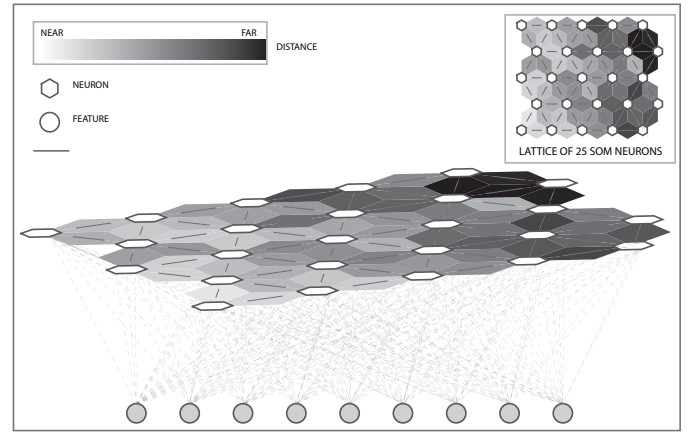 NEAR FAR
DISTANCE
NEURON
FEATURE
LATTICE OF 25 SOM NEURONS